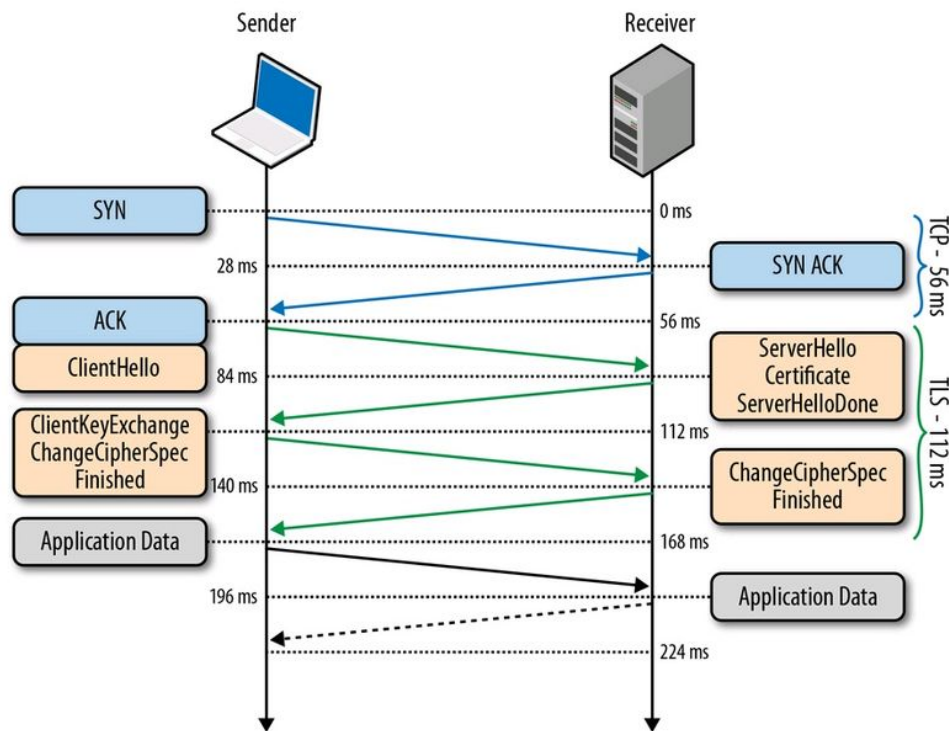 Sender
Receiver
SYN
0 ms
28 ms
SYN ACK
TCP - 56 ms
ACK
56 ms
ClientHello
84 ms
ServerHello
Certificate
ServerHelloDone
TLS - 112 ms
ClientKeyExchange
ChangeCipherSpec
Finished
112 ms
140 ms
ChangeCipherSpec
Finished
Application Data
168 ms
196 ms
Application Data
224 ms